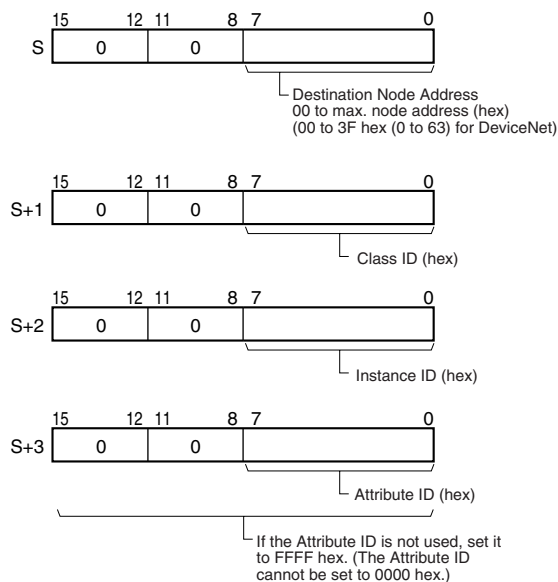 15 12 11 8 7 0
S 0 0
Destination Node Address
00 to max. node address (hex)
(00 to 3F hex (0 to 63) for DeviceNet)
15 12 11 8 7 0
S+1 0 0
Class ID (hex)
15 12 11 8 7 0
S+2 0 0
Instance ID (hex)
15 12 11 8 7 0
S+3 0 0
Attribute ID (hex)
If the Attribute ID is not used, set it
to FFFF hex. (The Attribute ID
cannot be set to 0000 hex.)